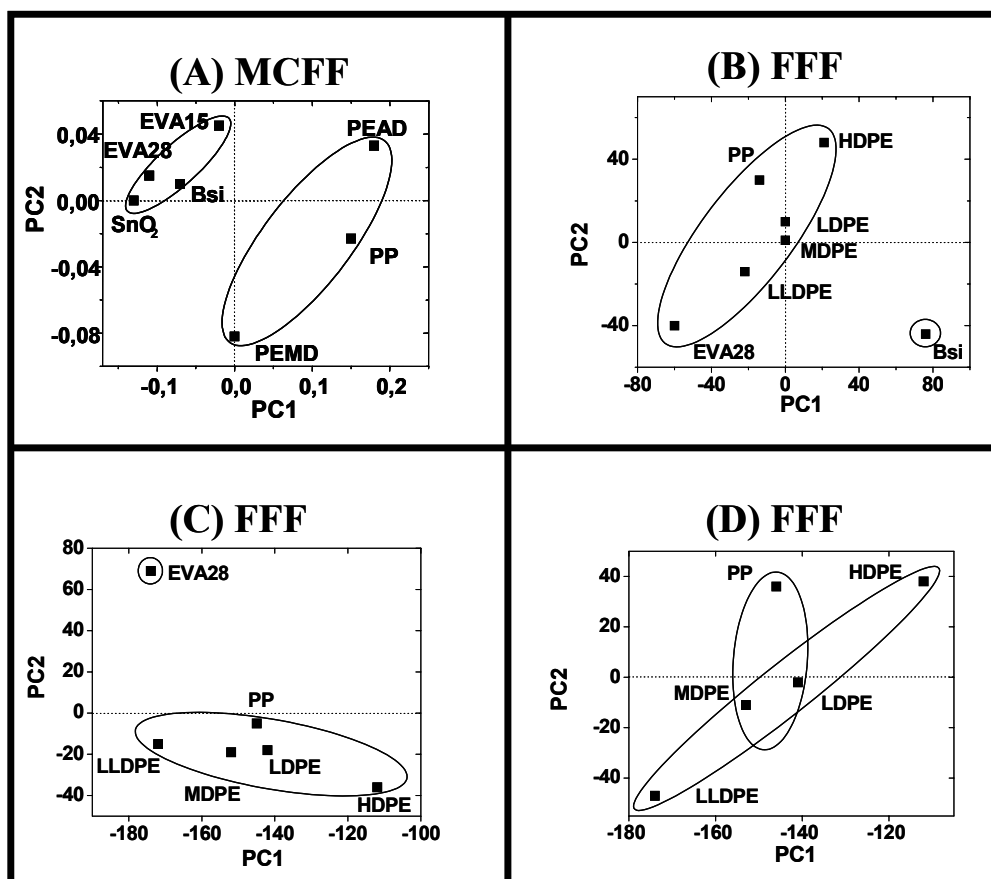 (A) MCFF
EVA15
PEAD
0,04
EVA28
Bsi
0,00
SnO2
PP
-0,04
-0,08
PEMD
PC2
-0,1 0,0 0,1 0,2
PC1
(B) FFF
HDPE
40
PP
LDPE
0
MDPE
LLDPE
-40
EVA28
Bsi
PC2
-80 -40 0 40 80
PC1
(C) FFF
80
EVA28
60
40
20
PP
0
-20
LLDPE
LDPE
MDPE
-40
HDPE
PC2
-180 -160 -140 -120 -100
PC1
(D) FFF
PP
HDPE
40
0
MDPE
LDPE
-40
LLDPE
PC2
-180 -160 -140 -120
PC1